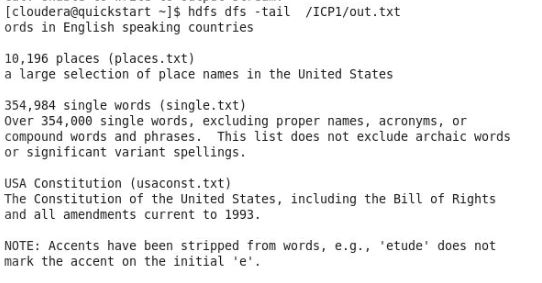 [cloudera@quickstart ~]$ hdfs dfs -tail  /ICP1/out.txt
ords in English speaking countries
10,196 places (places.txt)
a large selection of place names in the United States
354,984 single words (single.txt)
Over 354,000 single words, excluding proper names, acronyms, or
compound words and phrases.  This list does not exclude archaic words
or significant variant spellings.
USA Constitution (usaconst.txt)
The Constitution of the United States, including the Bill of Rights
and all amendments current to 1993.
NOTE: Accents have been stripped from words, e.g., 'etude' does not
mark the accent on the initial 'e'.